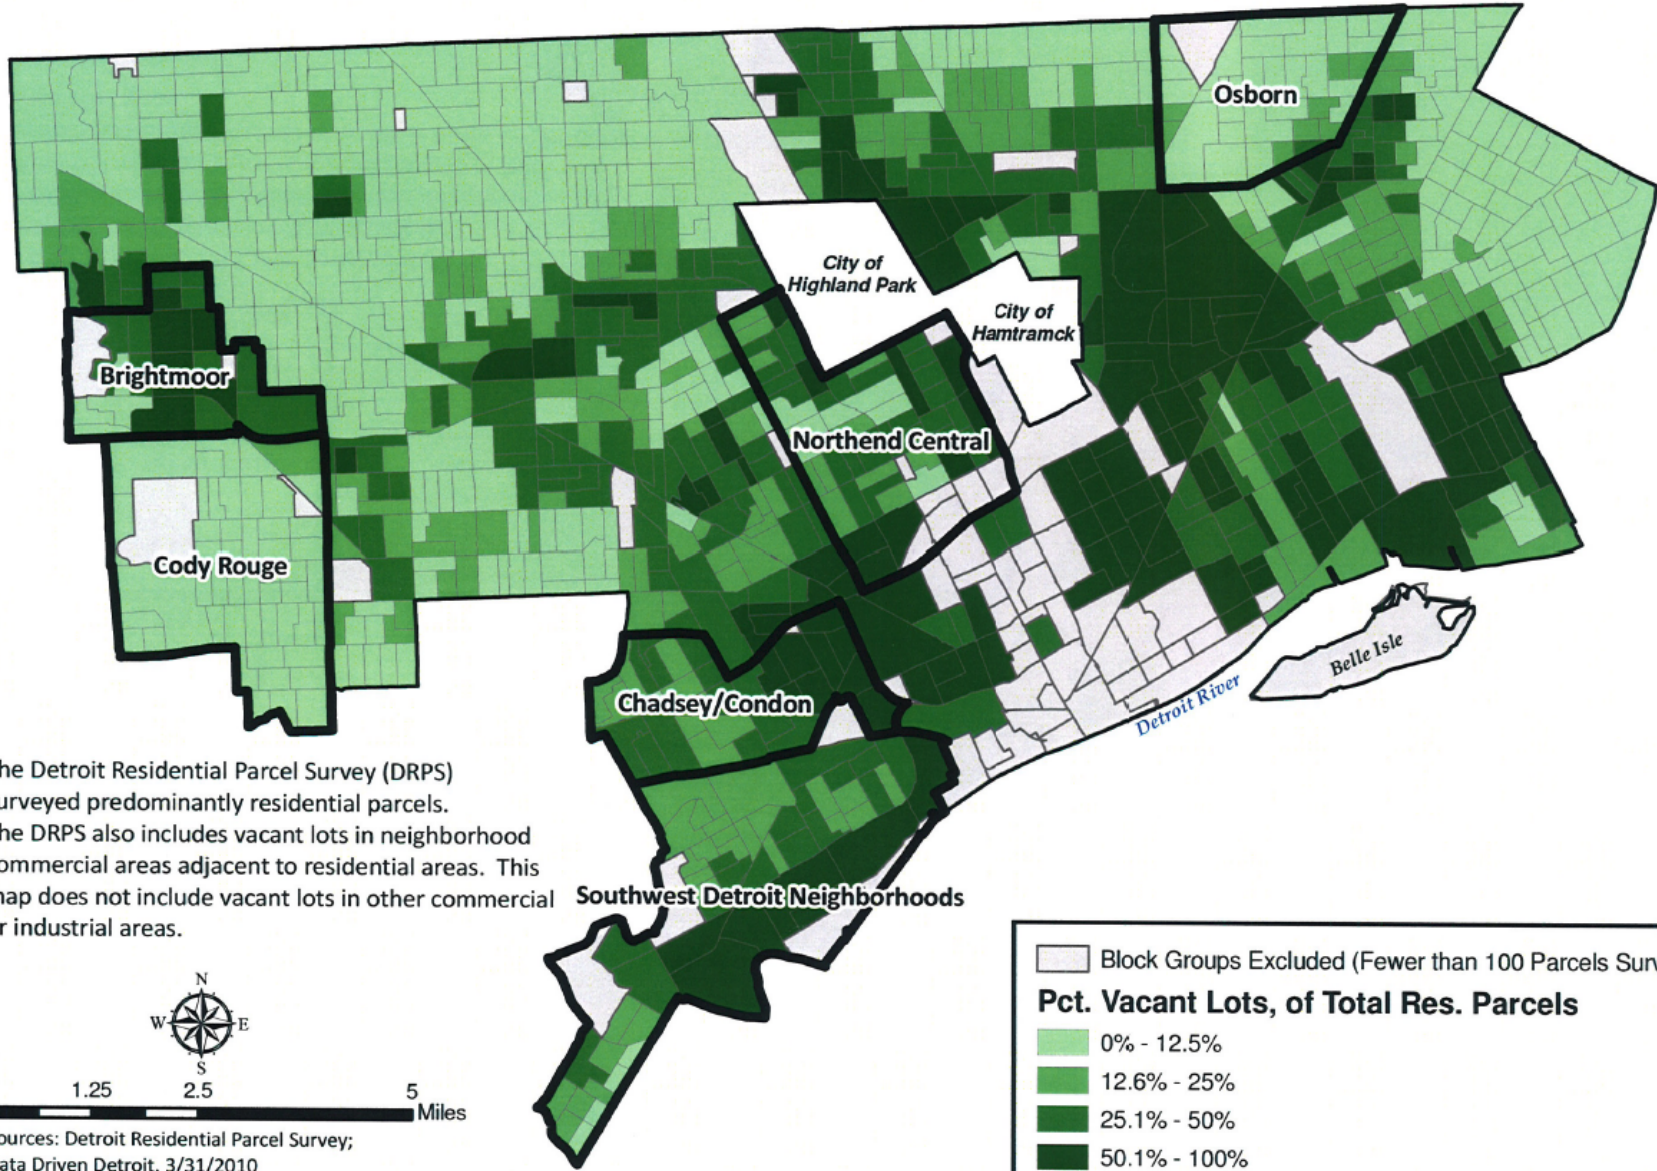 Osborn
City of
Highland Park
City of
Hamtramck
Brightmoor
Northend Central
Cody Rouge
Belle Isle
Chadsey/Condon
Detroit River
he Detroit Residential Parcel Survey (DRPS)
urveyed predominantly residential parcels.
he DRPS also includes vacant lots in neighborhood
ommercial areas adjacent to residential areas. This
nap does not include vacant lots in other commercial
r industrial areas.
Southwest Detroit Neighborhoods
N
W E
S
1.25 2.5 5
Miles
ources: Detroit Residential Parcel Survey;
ata Driven Detroit, 3/31/2010
Block Groups Excluded (Fewer than 100 Parcels Surv
Pct. Vacant Lots, of Total Res. Parcels
0% - 12.5%
12.6% - 25%
25.1% - 50%
50.1% - 100%